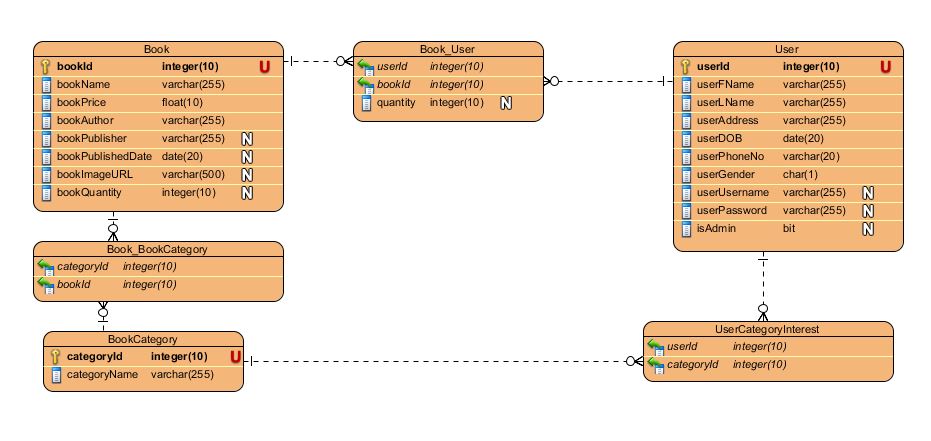 Book
bookId integer(10) U
bookName varchar(255)
bookPrice float(10)
bookAuthor varchar(255)
bookPublisher varchar(255) N
bookPublishedDate date(20) N
bookImageURL varchar(500) N
bookQuantity integer(10) N
Book_User
userId integer(10)
bookId integer(10)
quantity integer(10) N
User
userId integer(10) U
userFName varchar(255)
userLName varchar(255)
userAddress varchar(255)
userDOB date(20)
userPhoneNo varchar(20)
userGender char(1)
userUsername varchar(255) N
userPassword varchar(255) N
isAdmin bit N
Book_BookCategory
categoryId integer(10)
bookId integer(10)
BookCategory
categoryId integer(10) U
categoryName varchar(255)
UserCategoryInterest
userId integer(10)
categoryId integer(10)